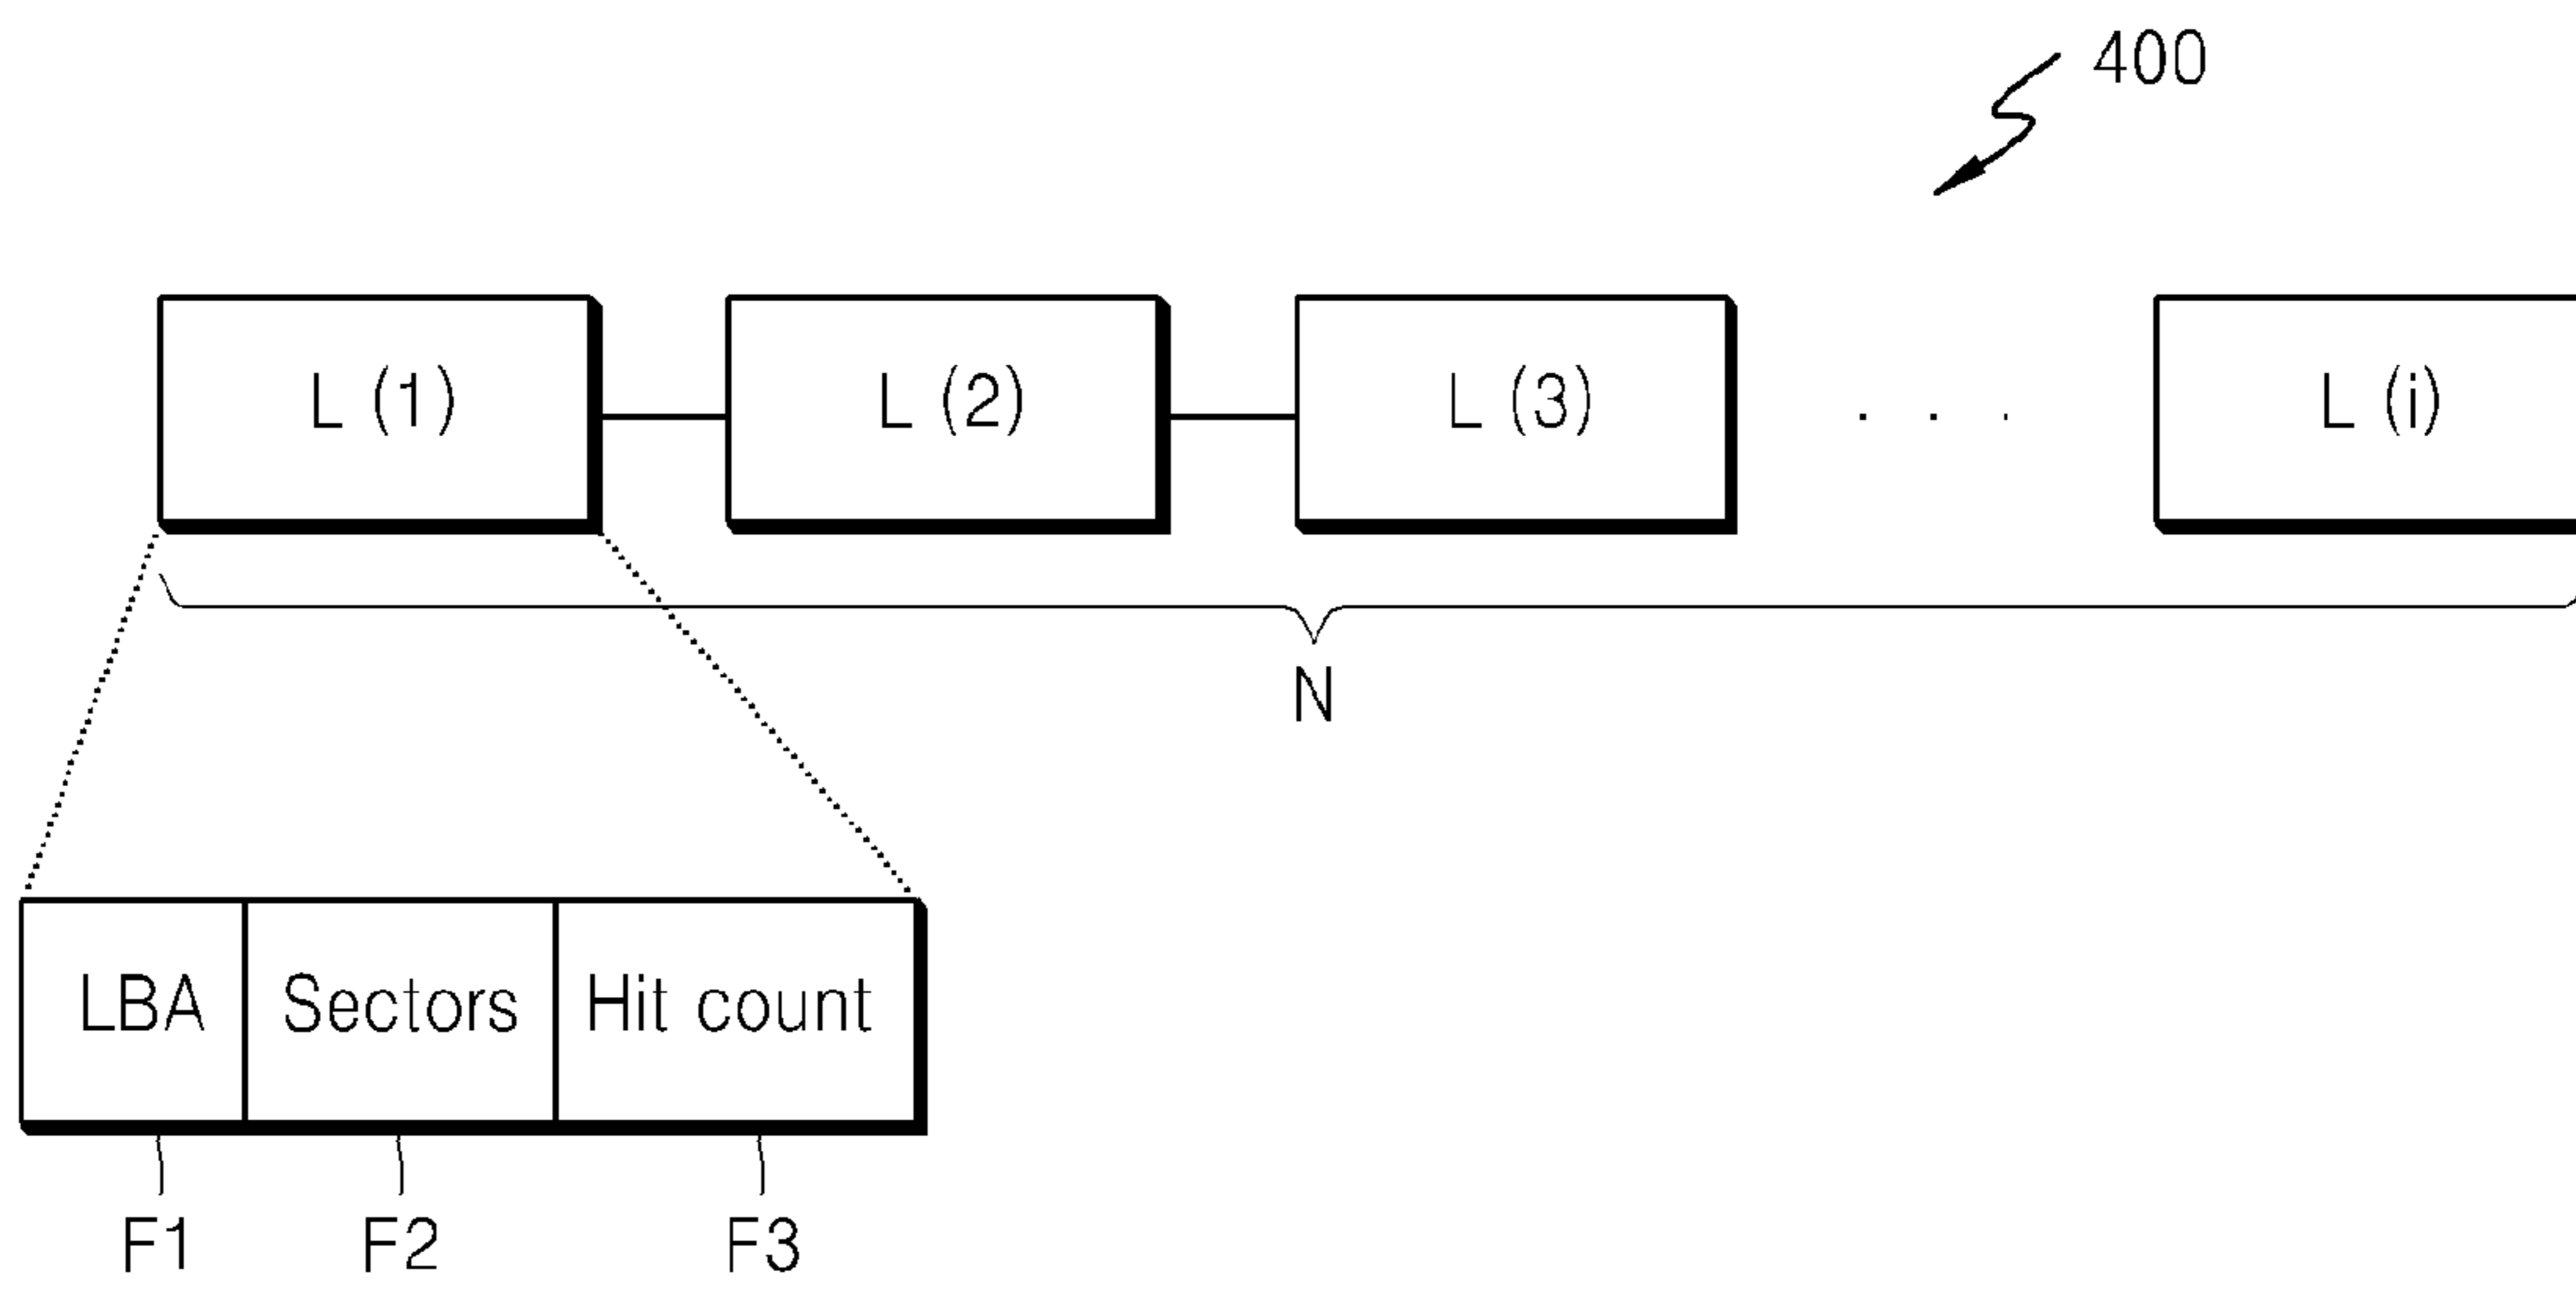 400
L (1) L (2) L (3) . . . L (i)
N
LBA Sectors Hit count
F1 F2 F3